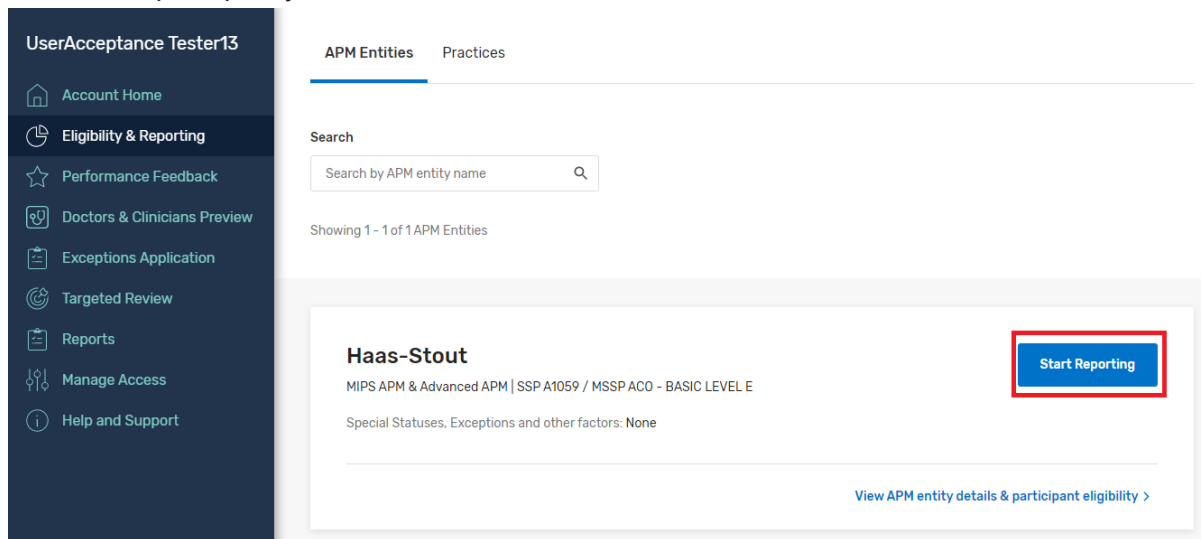 UserAcceptance Tester13
Account Home
Eligibility & Reporting
Performance Feedback
Doctors & Clinicians Preview
Exceptions Application
Targeted Review
Reports
Manage Access
Help and Support
APM Entities Practices
Search
Search by APM entity name
Showing 1 - 1 of 1 APM Entities
Haas-Stout
Start Reporting
MIPS APM & Advanced APM | SSP A1059 / MSSP ACO - BASIC LEVEL E
Special Statuses, Exceptions and other factors: None
View APM entity details & participant eligibility >